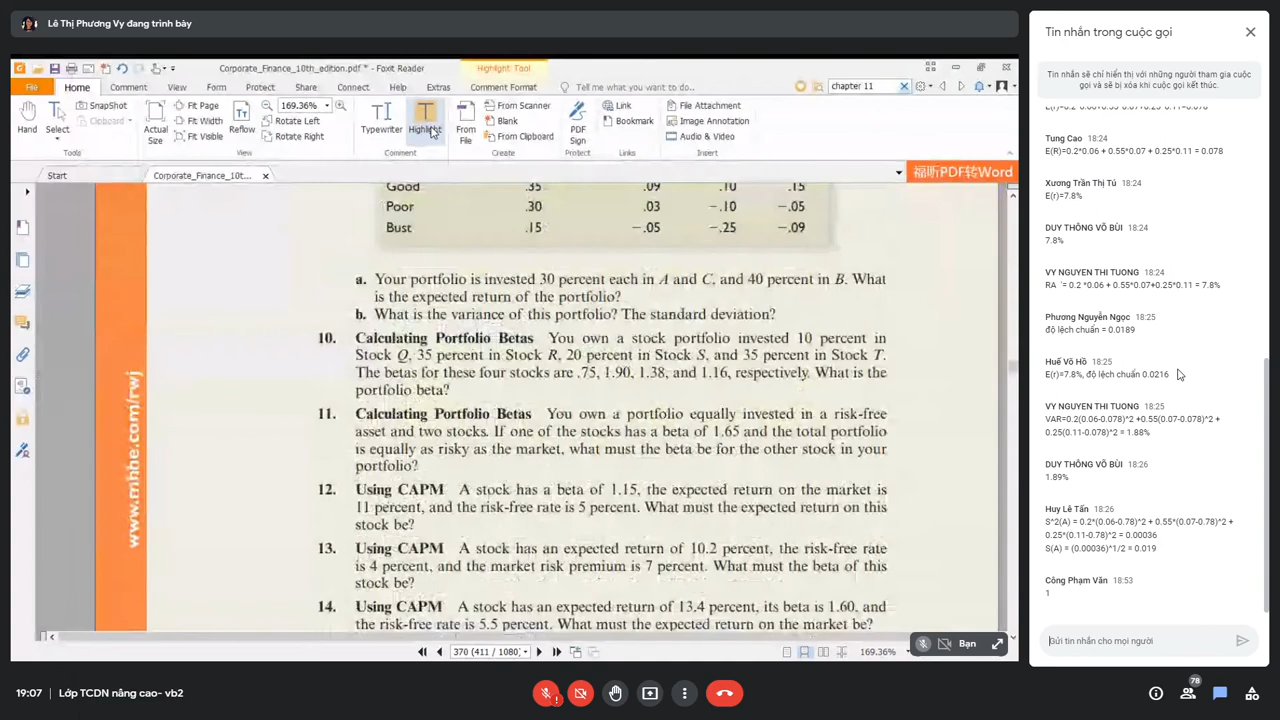 Lê Thị Phương Vy đang trình bày
Corporate_Finance_10th_edition.pdf * - Foxit Reader
Highlight Tool
File Home Comment View Form Protect Share Connect Help Extras Tell me what you want to do... chapter 11
Hand
Select
SnapShot
Clipboard
Tools
Actual Size
Fit Page
Fit Width
Fit Visible
Reflow
169.36%
Rotate Left
Rotate Right
View
Typewriter
Highlight
Comment
From File
From Scanner
Blank
From Clipboard
Create
PDF Sign
Protect
Link
Bookmark
Links
File Attachment
Image Annotation
Audio & Video
Insert
Start
Corporate_Finance_10t...
福昕PDF转Word
Good .35 .09 .10 .15
Poor .30 .03 −.10 −.05
Bust .15 −.05 −.25 −.09
a. Your portfolio is invested 30 percent each in A and C, and 40 percent in B. What
is the expected return of the portfolio?
b. What is the variance of this portfolio? The standard deviation?
10. Calculating Portfolio Betas You own a stock portfolio invested 10 percent in
Stock Q, 35 percent in Stock R, 20 percent in Stock S, and 35 percent in Stock T.
The betas for these four stocks are .75, 1.90, 1.38, and 1.16, respectively. What is the
portfolio beta?
11. Calculating Portfolio Betas You own a portfolio equally invested in a risk-free
asset and two stocks. If one of the stocks has a beta of 1.65 and the total portfolio
is equally as risky as the market, what must the beta be for the other stock in your
portfolio?
12. Using CAPM A stock has a beta of 1.15, the expected return on the market is
11 percent, and the risk-free rate is 5 percent. What must the expected return on this
stock be?
13. Using CAPM A stock has an expected return of 10.2 percent, the risk-free rate
is 4 percent, and the market risk premium is 7 percent. What must the beta of this
stock be?
14. Using CAPM A stock has an expected return of 13.4 percent, its beta is 1.60, and
the risk-free rate is 5.5 percent. What must the expected return on the market be?
www.mhhe.com/rwj
370 (411 / 1080)
169.36%
Bạn
Tin nhắn trong cuộc gọi
Tin nhắn sẽ chỉ hiển thị với những người tham gia cuộc
gọi và sẽ bị xóa khi cuộc gọi kết thúc.
Tung Cao 18:24
E(R)=0.2*0.06 + 0.55*0.07 + 0.25*0.11 = 0.078
Xương Trần Thị Tú 18:24
E(r)=7.8%
DUY THÔNG VÕ BÙI 18:24
7.8%
VY NGUYEN THI TUONG 18:24
RA `= 0.2 *0.06 + 0.55*0.07+0.25*0.11 = 7.8%
Phương Nguyễn Ngọc 18:25
độ lệch chuẩn = 0.0189
Huế Võ Hồ 18:25
E(r)=7.8%, độ lệch chuẩn 0.0216
VY NGUYEN THI TUONG 18:25
VAR=0.2(0.06-0.078)^2 +0.55(0.07-0.078)^2 +
0.25(0.11-0.078)^2 = 1.88%
DUY THÔNG VÕ BÙI 18:26
1.89%
Huy Lê Tấn 18:26
S^2(A) = 0.2*(0.06-0.78)^2 + 0.55*(0.07-0.78)^2 +
0.25*(0.11-0.78)^2 = 0.00036
S(A) = (0.00036)^1/2 = 0.019
Công Phạm Văn 18:53
1
Gửi tin nhắn cho mọi người
19:07 Lớp TCDN nâng cao- vb2
78